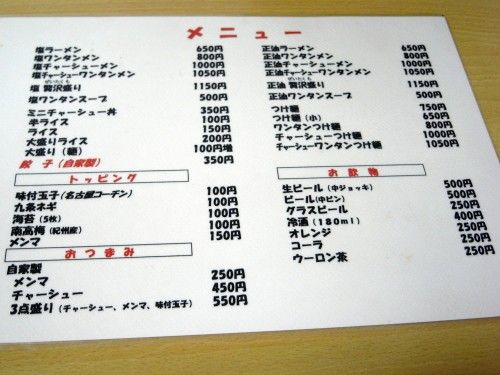 メニュー
塩ラーメン 650円
塩ワンタンメン 800円
塩チャーシューメン 1000円
塩チャーシューワンタンメン 1050円
ぜいたくもり
塩 贅沢盛り 1150円
塩ワンタンスープ 500円
ミニチャーシュー丼 350円
半ライス 100円
ライス 150円
大盛りライス 200円
大盛り(麺) 100円増
餃子(自家製) 350円
トッピング
味付玉子(名古屋コーチン) 100円
九条ネギ 100円
海苔(5枚) 100円
南高梅(紀州産) 100円
メンマ 150円
おつまみ
自家製
メンマ 250円
チャーシュー 450円
3点盛り(チャーシュー、メンマ、味付玉子) 550円
正油ラーメン 650円
正油ワンタンメン 800円
正油チャーシューメン 1000円
正油チャーシューワンタンメン 1050円
ぜいたくもり
正油 贅沢盛り 1150円
正油ワンタンスープ 500円
つけ麺 750円
つけ麺(小) 650円
ワンタンつけ麺 800円
チャーシューつけ麺 1000円
チャーシューワンタンつけ麺 1050円
お飲物
生ビール(中ジョッキ) 500円
ビール(中ビン) 500円
グラスビール 250円
冷酒(180ml) 400円
オレンジ 250円
コーラ 250円
ウーロン茶 250円